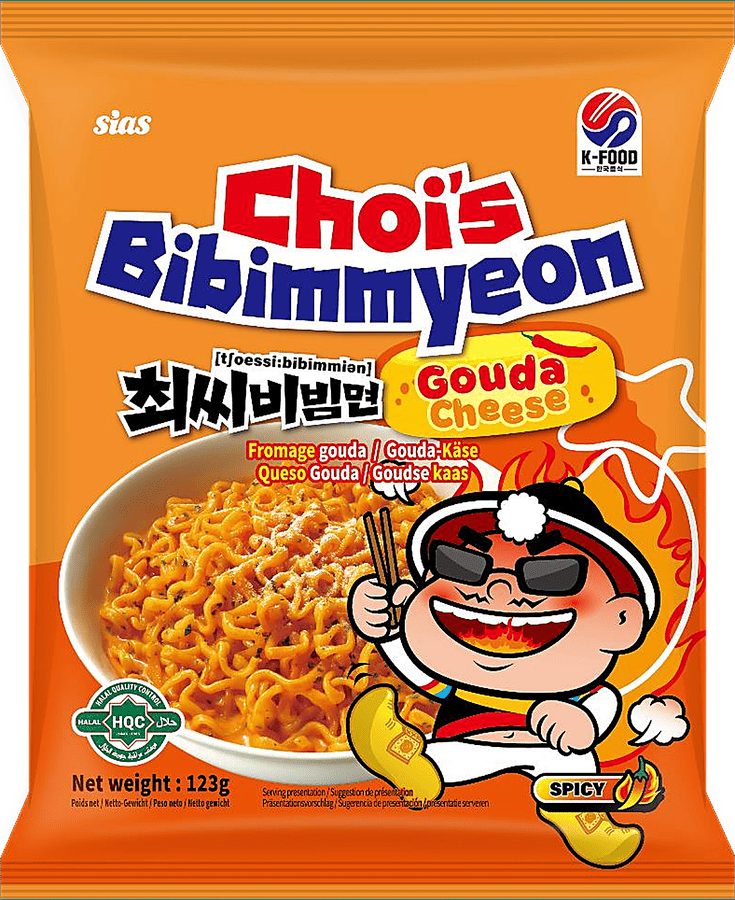 sias
K-FOOD
한국음식
Choi's
Bibimmyeon
[tʃoessi:bibimmiən]
최씨비빔면
Gouda
Cheese
Fromage gouda / Gouda-Käse
Queso Gouda / Goudse kaas
HALAL QUALITY CONTROL
HALAL HQC حلال
Net weight : 123g
Poids net / Netto-Gewicht / Peso neto / Netto gewicht
Serving presentation / Suggestion de présentation
Präsentationsvorschlag / Sugerencia de presentación / presentatie serveren
SPICY